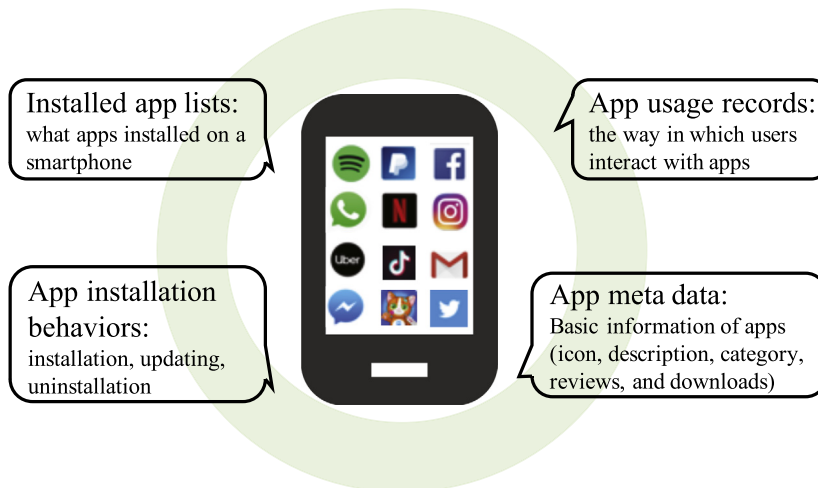 Installed app lists:
what apps installed on a
smartphone
App usage records:
the way in which users
interact with apps
Uber
App installation
behaviors:
installation, updating,
uninstallation
App meta data:
Basic information of apps
(icon, description, category,
reviews, and downloads)